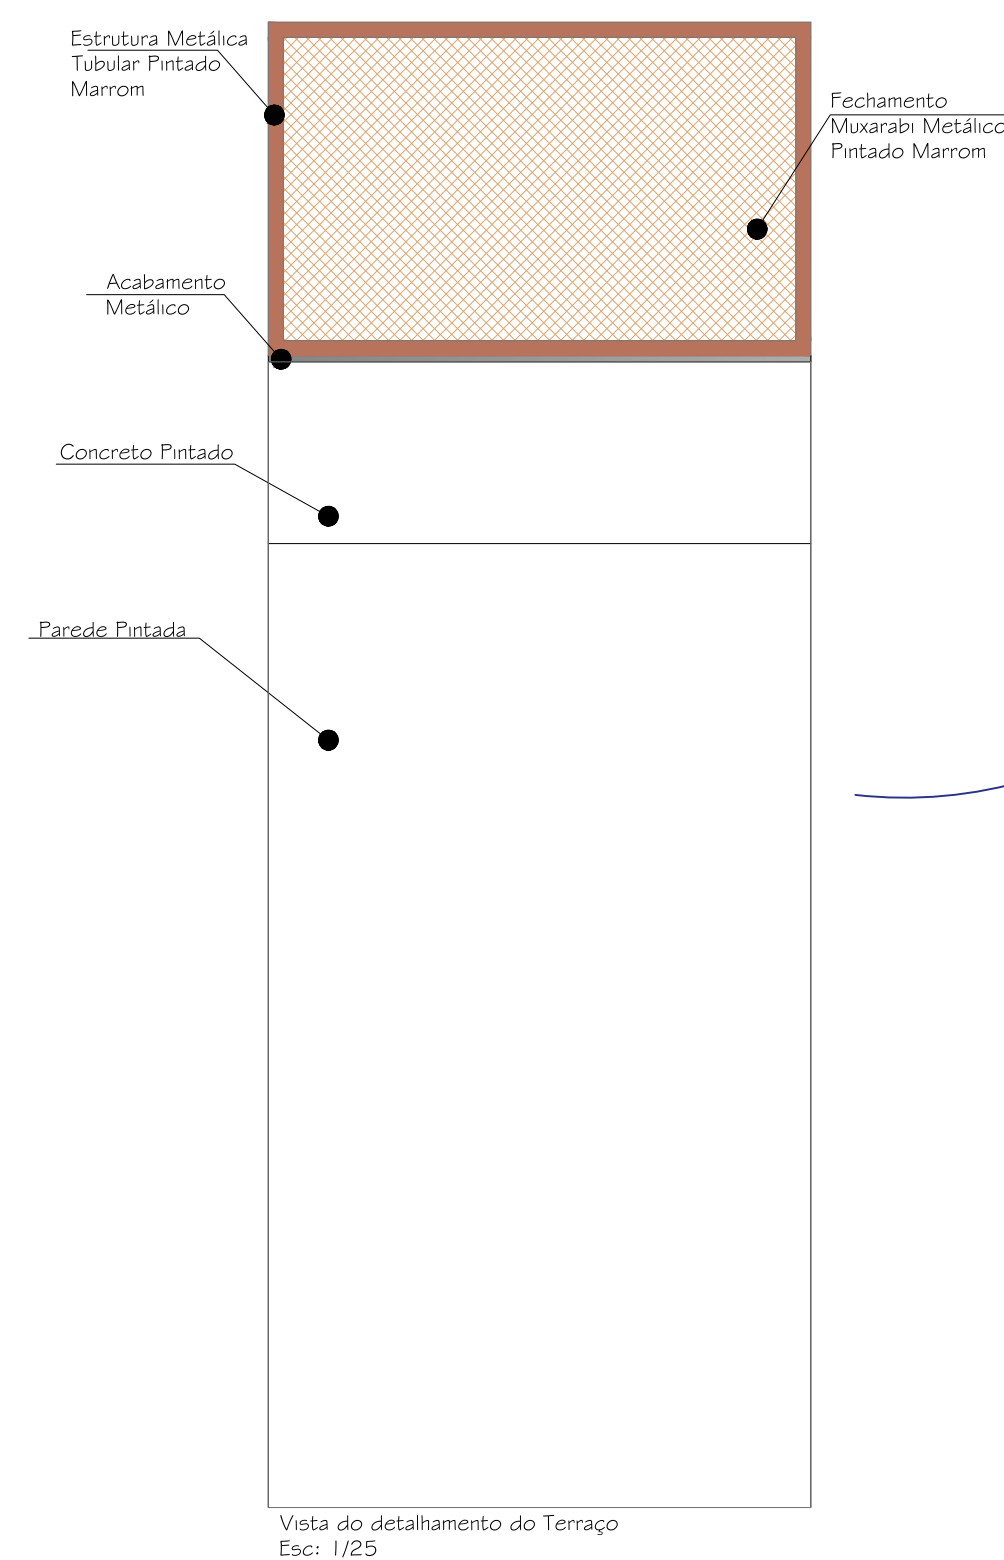 Estrutura Metálica
Tubular Pintado
Marrom
Fechamento
Muxarabi Metálico
Pintado Marrom
Acabamento
Metálico
Concreto Pintado
Parede Pintada
Vista do detalhamento do Terraço
Esc: 1/25